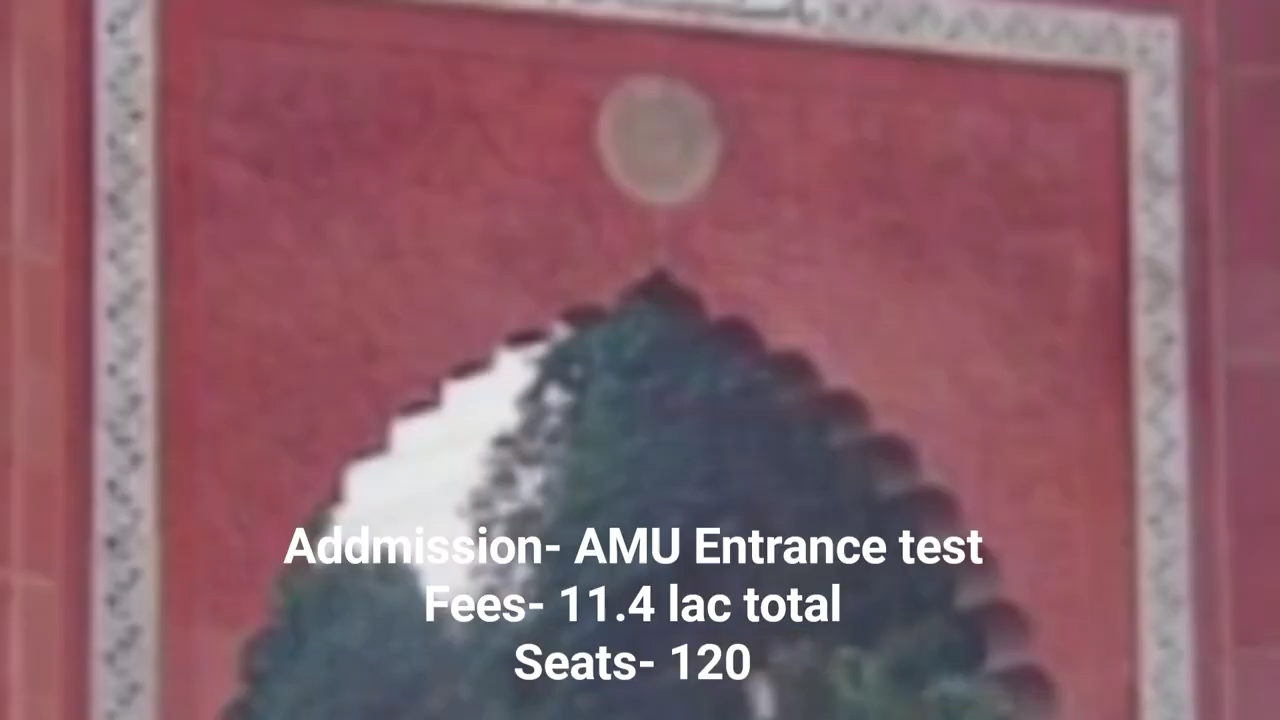 Addmission- AMU Entrance test
Fees- 11.4 lac total
Seats- 120